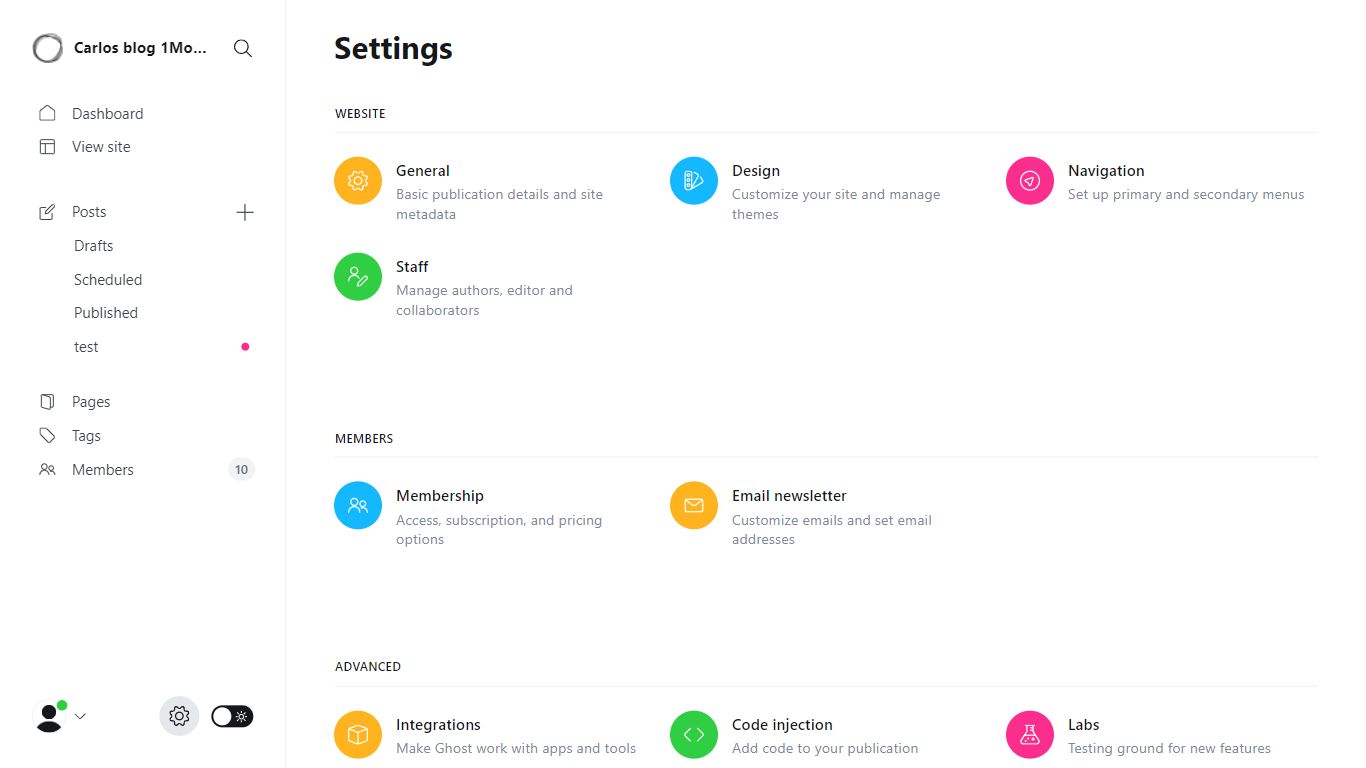 Carlos blog 1Mo...
Dashboard
View site
Posts
Drafts
Scheduled
Published
test
Pages
Tags
Members 10
Settings
WEBSITE
General
Basic publication details and site
metadata
Design
Customize your site and manage
themes
Navigation
Set up primary and secondary menus
Staff
Manage authors, editor and
collaborators
MEMBERS
Membership
Access, subscription, and pricing
options
Email newsletter
Customize emails and set email
addresses
ADVANCED
Integrations
Make Ghost work with apps and tools
Code injection
Add code to your publication
Labs
Testing ground for new features